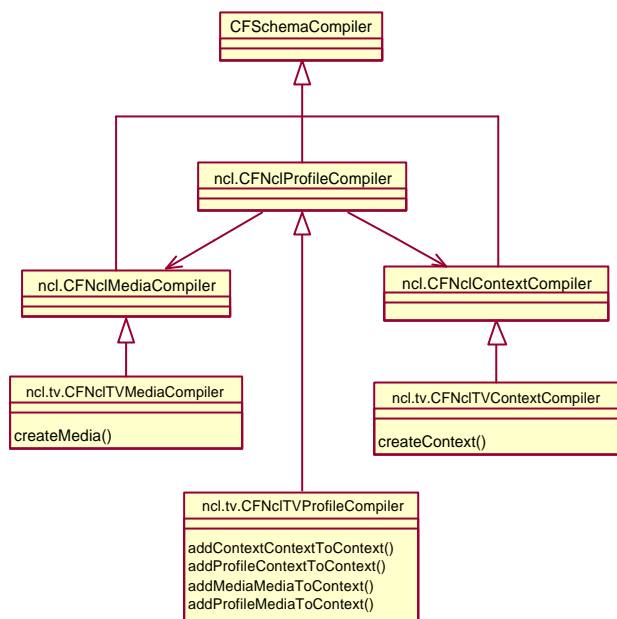 CFSchemaCompiler
ncl.CFNclProfileCompiler
ncl.CFNclMediaCompiler
ncl.CFNclContextCompiler
ncl.tv.CFNclTVMediaCompiler
createMedia()
ncl.tv.CFNclTVContextCompiler
createContext()
ncl.tv.CFNclTVProfileCompiler
addContextContextToContext()
addProfileContextToContext()
addMediaMediaToContext()
addProfileMediaToContext()